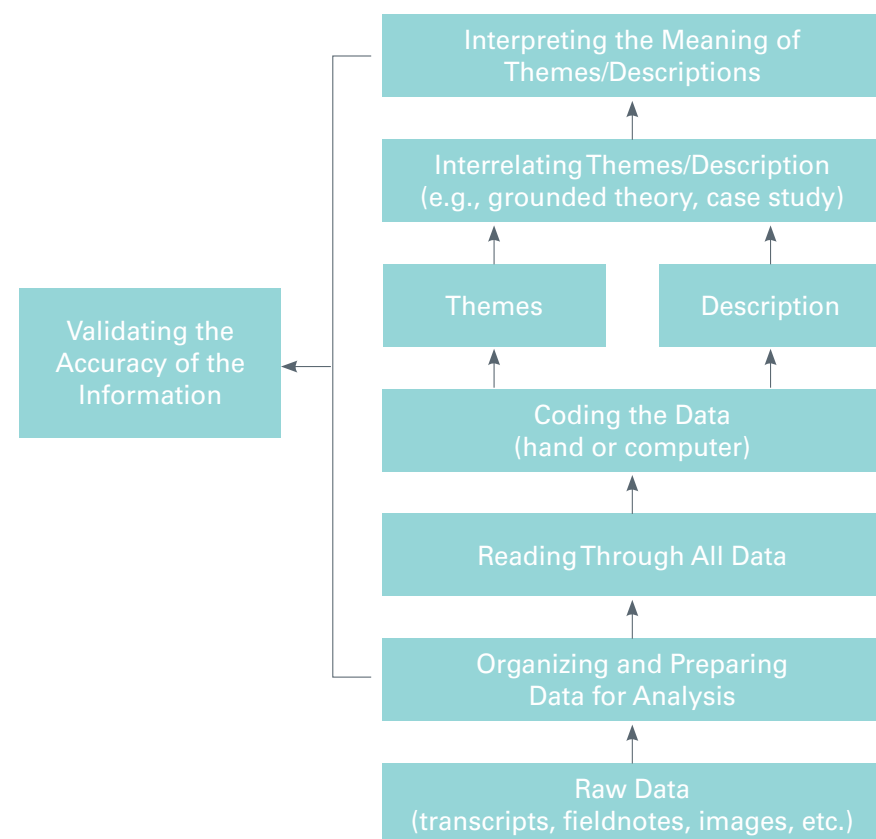 Interpreting the Meaning of
Themes/Descriptions
Interrelating Themes/Description
(e.g., grounded theory, case study)
Themes
Description
Validating the
Accuracy of the
Information
Coding the Data
(hand or computer)
Reading Through All Data
Organizing and Preparing
Data for Analysis
Raw Data
(transcripts, fieldnotes, images, etc.)